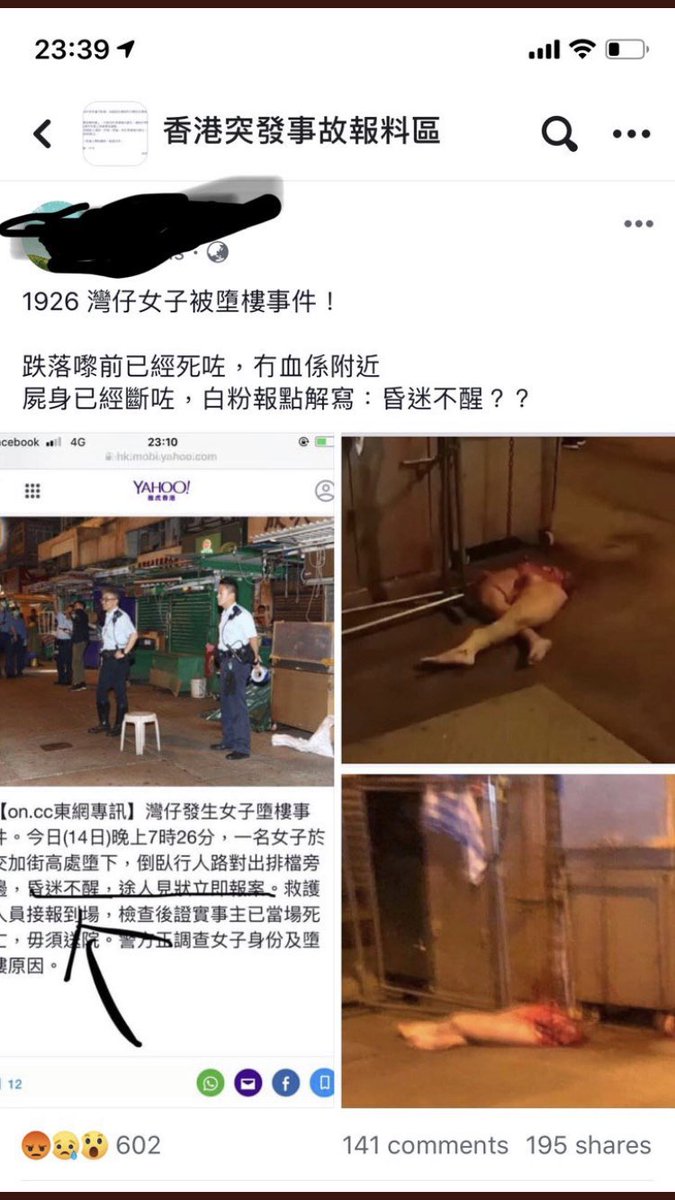 23:39
香港突發事故報料區
1926 灣仔女子被墮樓事件！
跌落嚟前已經死咗，冇血係附近
屍身已經斷咗，白粉報點解寫：昏迷不醒？？
acebook 4G 23:10
hk.mobi.yahoo.com
YAHOO!
雅虎香港
【on.cc東網專訊】灣仔發生女子墮樓事
件。今日(14日)晚上7時26分，一名女子於
交加街高處墮下，倒臥行人路對出排檔旁
邊，昏迷不醒，途人見狀立即報案。救護
人員接報到場，檢查後證實事主已當場死
亡，毋須送院。警方正調查女子身份及墮
樓原因。
12
602
141 comments 195 shares